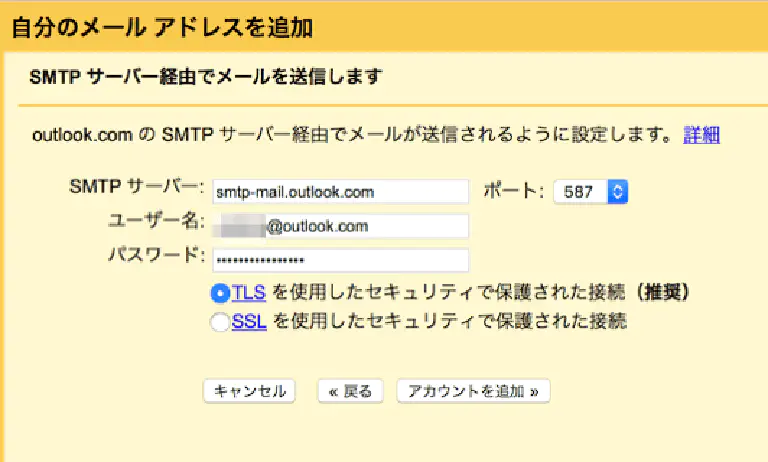 自分のメール アドレスを追加
SMTP サーバー経由でメールを送信します
outlook.com の SMTP サーバー経由でメールが送信されるように設定します。 詳細
SMTP サーバー: smtp-mail.outlook.com ポート: 587
ユーザー名: @outlook.com
パスワード: ••••••••••••••••
TLS を使用したセキュリティで保護された接続（推奨）
SSL を使用したセキュリティで保護された接続
キャンセル « 戻る アカウントを追加 »